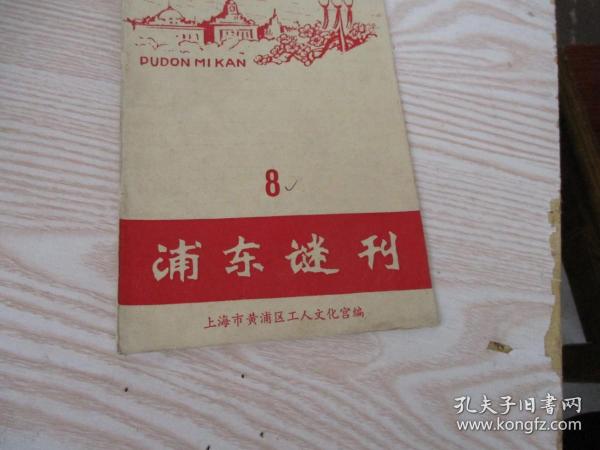 PUDON MI KAN
8
浦东谜刊
上海市黄浦区工人文化宫编
孔夫子旧书网
www.kongfz.com